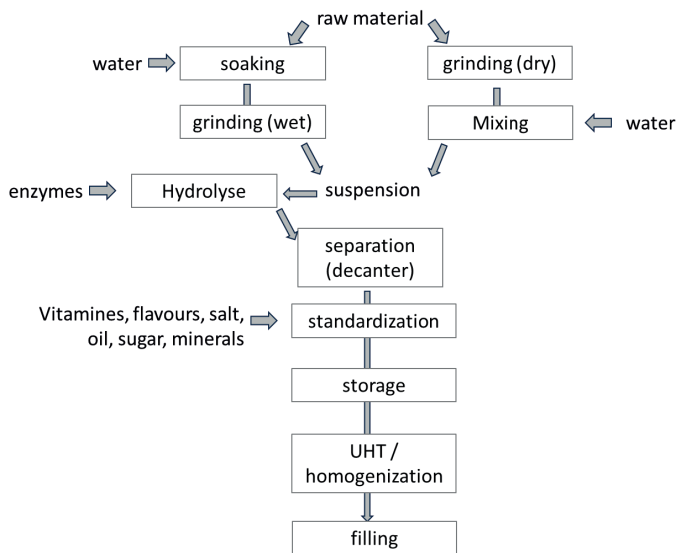 raw material
water
soaking
grinding (dry)
grinding (wet)
Mixing
water
enzymes
Hydrolyse
suspension
separation
(decanter)
Vitamines, flavours, salt,
oil, sugar, minerals
standardization
storage
UHT /
homogenization
filling